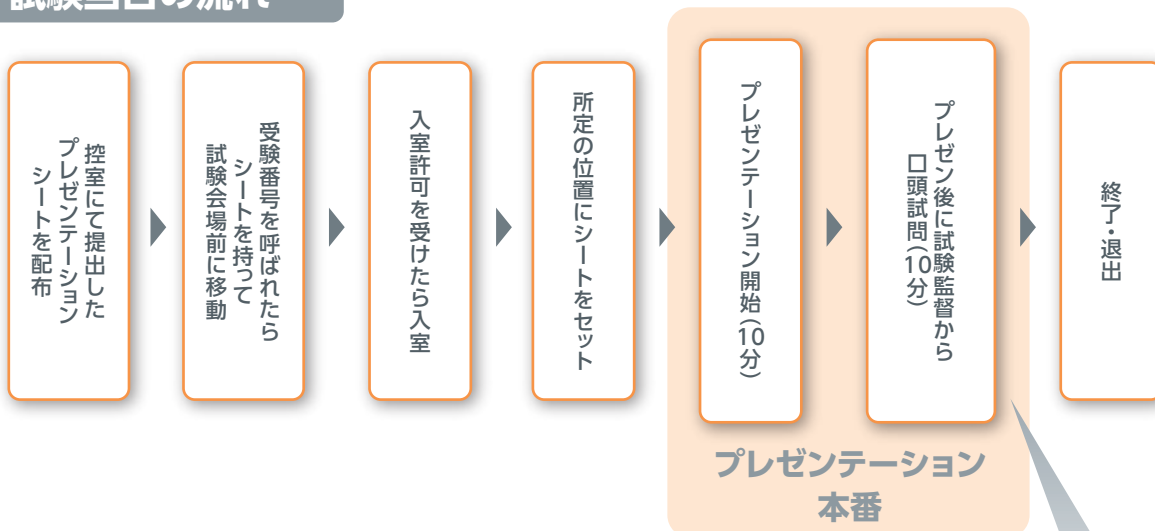 試験当日の流れ
控室にて提出した
プレゼンテーション
シートを配布
受験番号を呼ばれたら
シートを持って
試験会場前に移動
入室許可を受けたら入室
所定の位置にシートをセット
プレゼンテーション開始(10分)
プレゼン後に試験監督から
口頭試問(10分)
終了・退出
プレゼンテーション
本番